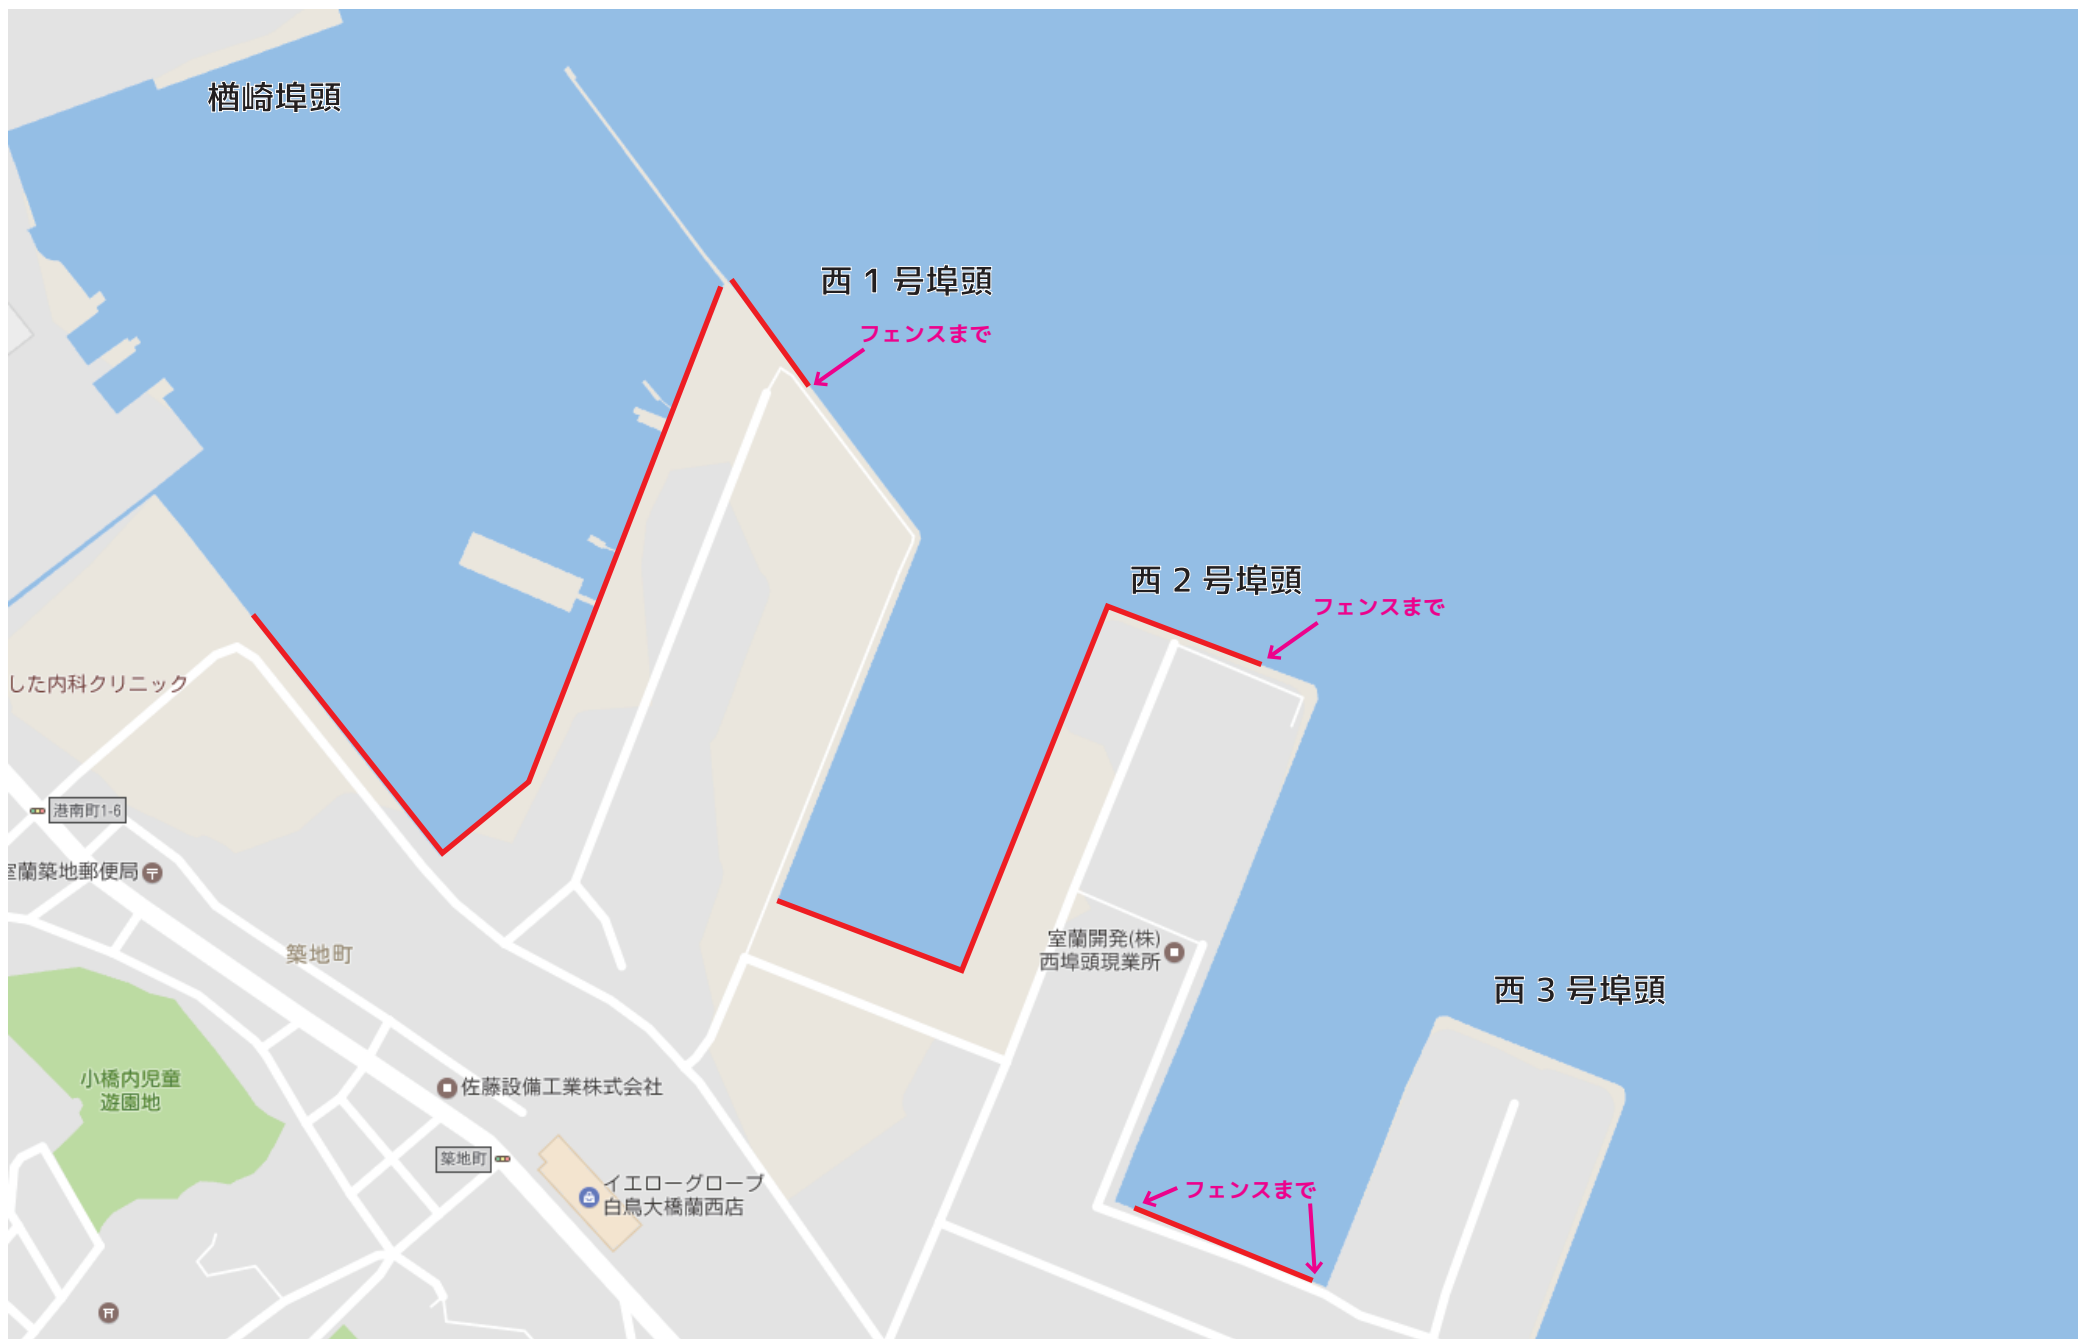 楢崎埠頭
西 1 号埠頭
フェンスまで
西 2 号埠頭
フェンスまで
した内科クリニック
港南町1-6
室蘭築地郵便局
築地町
室蘭開発(株)
西埠頭現業所
西 3 号埠頭
小橋内児童
遊園地
佐藤設備工業株式会社
築地町
イエローグローブ
白鳥大橋蘭西店
フェンスまで